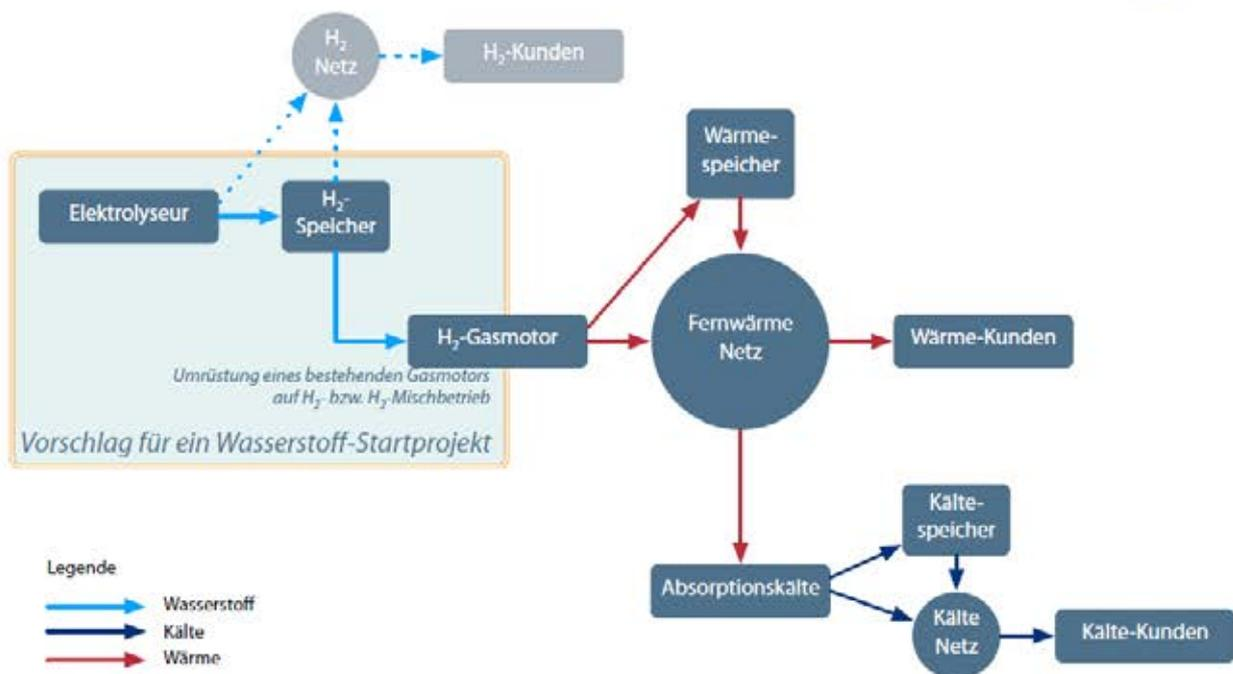 H₂
Netz
H₂-Kunden
Wärme-
speicher
Elektrolyseur
H₂-
Speicher
H₂-Gasmotor
Fernwärme
Netz
Wärme-Kunden
Umrüstung eines bestehenden Gasmotors
auf H₂- bzw. H₂-Mischbetrieb
Vorschlag für ein Wasserstoff-Startprojekt
Kälte-
speicher
Absorptionskälte
Kälte
Netz
Kälte-Kunden
Legende
Wasserstoff
Kälte
Wärme